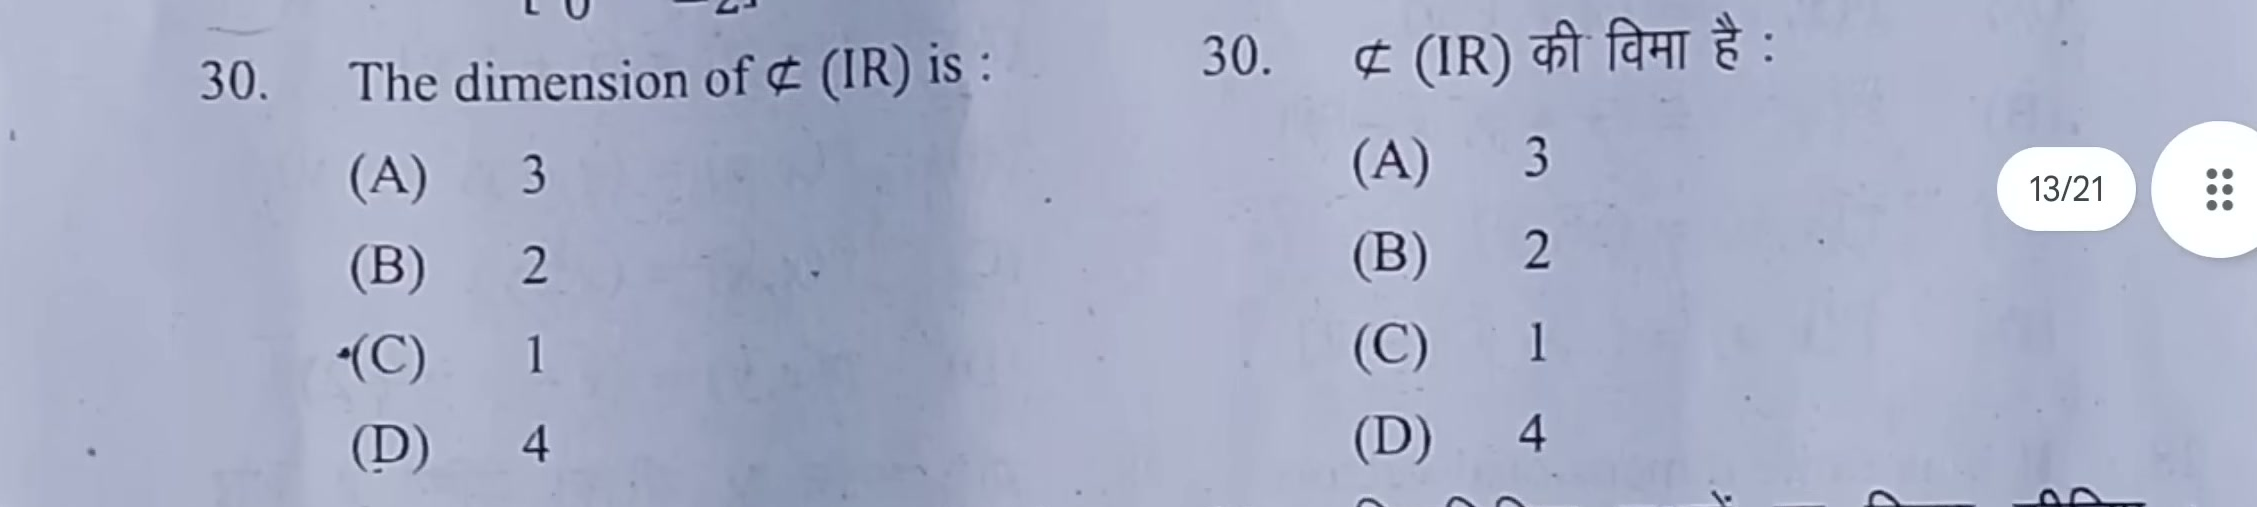 30. The dimension of ⊄ (IR) is :
(A) 3
(B) 2
(C) 1
(D) 4
30. ⊄ (IR) की विमा है :
(A) 3
(B) 2
(C) 1
(D) 4
13/21